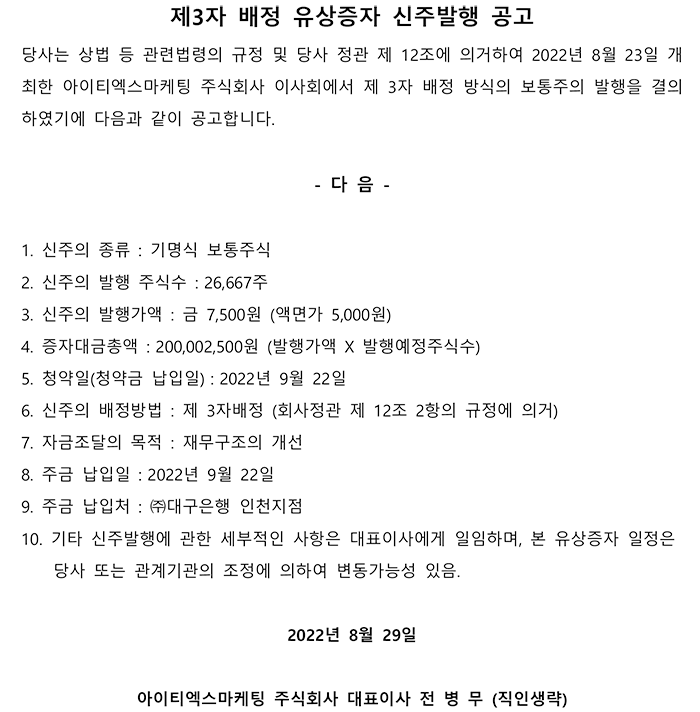 제3자 배정 유상증자 신주발행 공고
당사는 상법 등 관련법령의 규정 및 당사 정관 제 12조에 의거하여 2022년 8월 23일 개
최한 아이티엑스마케팅 주식회사 이사회에서 제 3자 배정 방식의 보통주의 발행을 결의
하였기에 다음과 같이 공고합니다.
- 다 음 -
1. 신주의 종류 : 기명식 보통주식
2. 신주의 발행 주식수 : 26,667주
3. 신주의 발행가액 : 금 7,500원 (액면가 5,000원)
4. 증자대금총액 : 200,002,500원 (발행가액 X 발행예정주식수)
5. 청약일(청약금 납입일) : 2022년 9월 22일
6. 신주의 배정방법 : 제 3자배정 (회사정관 제 12조 2항의 규정에 의거)
7. 자금조달의 목적 : 재무구조의 개선
8. 주금 납입일 : 2022년 9월 22일
9. 주금 납입처 : ㈜대구은행 인천지점
10. 기타 신주발행에 관한 세부적인 사항은 대표이사에게 일임하며, 본 유상증자 일정은
당사 또는 관계기관의 조정에 의하여 변동가능성 있음.
2022년 8월 29일
아이티엑스마케팅 주식회사 대표이사 전 병 무 (직인생략)